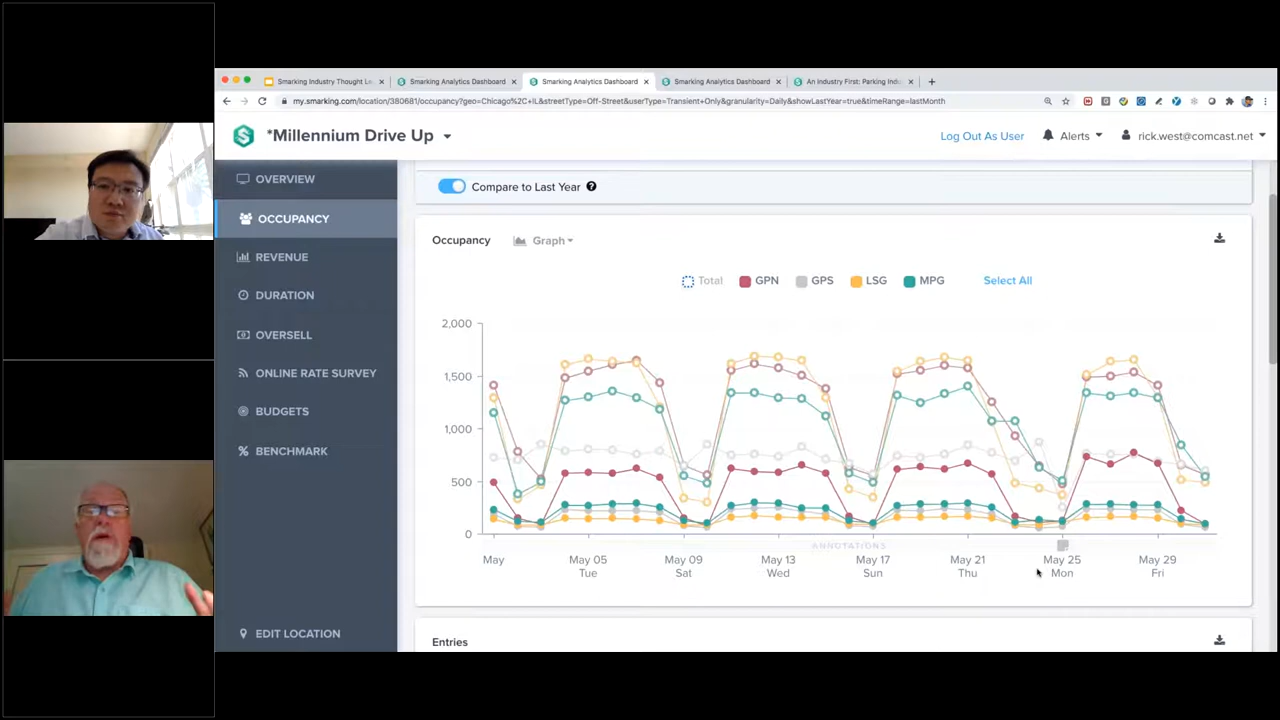 Smarking Industry Thought Le
Smarking Analytics Dashboard
Smarking Analytics Dashboard
Smarking Analytics Dashboard
An Industry First: Parking Indu
my.smarking.com/location/380681/occupancy?geo=Chicago%2C+IL&streetType=Off-Street&userType=Transient+Only&granularity=Daily&showLastYear=true&timeRange=lastMonth
*Millennium Drive Up
Log Out As User
Alerts
rick.west@comcast.net
OVERVIEW
OCCUPANCY
REVENUE
DURATION
OVERSELL
ONLINE RATE SURVEY
BUDGETS
BENCHMARK
EDIT LOCATION
Compare to Last Year
Occupancy
Graph
Total
GPN
GPS
LSG
MPG
Select All
2,000
1,500
1,000
500
0
ANNOTATIONS
May
May 05
Tue
May 09
Sat
May 13
Wed
May 17
Sun
May 21
Thu
May 25
Mon
May 29
Fri
Entries